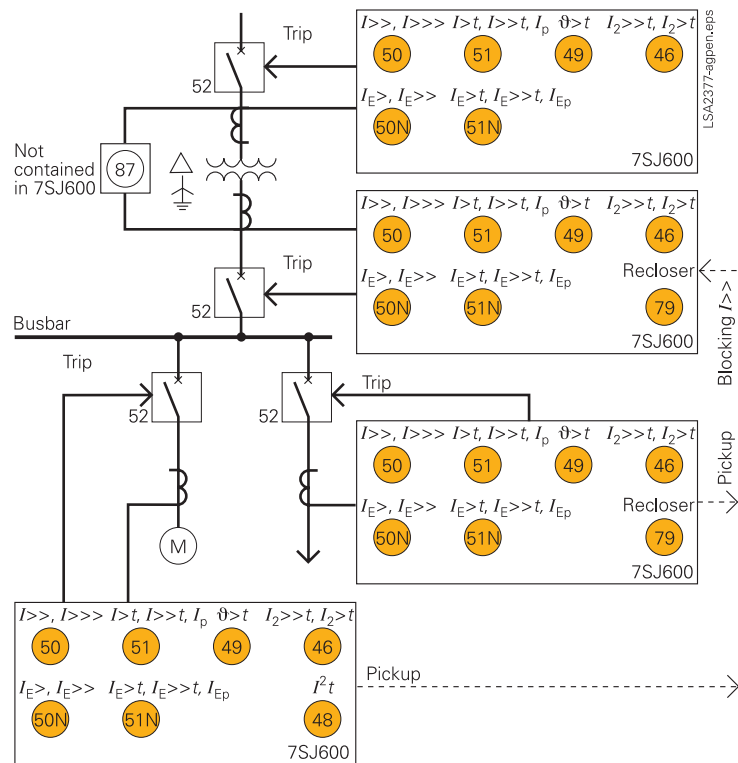 I>>, I>>> I>t, I>>t, Ip ϑ>t I2>>t, I2>t
Trip
50 51 49 46
52
IE>, IE>> IE>t, IE>>t, IEp
50N 51N
7SJ600
LSA2377-agpen.eps
Not
contained
in 7SJ600
87
I>>, I>>> I>t, I>>t, Ip ϑ>t I2>>t, I2>t
50 51 49 46
Trip
Recloser
IE>, IE>> IE>t, IE>>t, IEp
52
50N 51N 79
7SJ600
Blocking I>>
Busbar
Trip
Trip
52
52
I>>, I>>> I>t, I>>t, Ip ϑ>t I2>>t, I2>t
50 51 49 46
Recloser
IE>, IE>> IE>t, IE>>t, IEp
50N 51N 79
7SJ600
Pickup
M
I>>, I>>> I>t, I>>t, Ip ϑ>t I2>>t, I2>t
50 51 49 46
IE>, IE>> IE>t, IE>>t, IEp I²t
50N 51N 48
7SJ600
Pickup